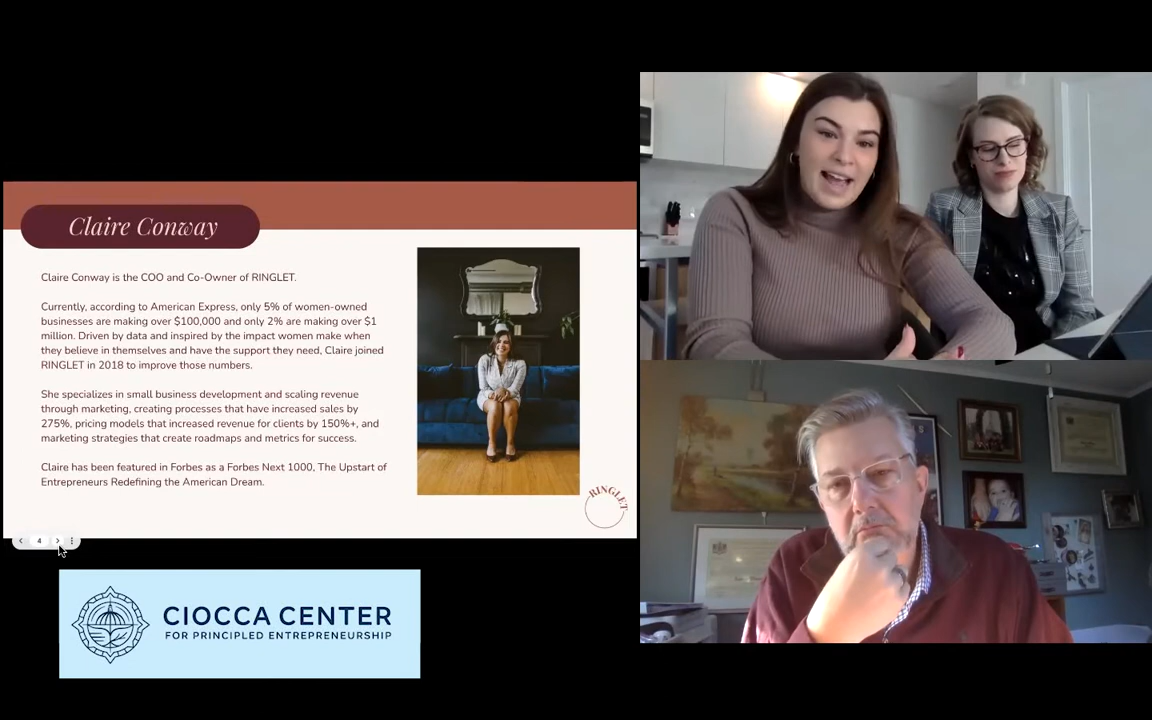 Claire Conway
Claire Conway is the COO and Co-Owner of RINGLET.
Currently, according to American Express, only 5% of women-owned
businesses are making over $100,000 and only 2% are making over $1
million. Driven by data and inspired by the impact women make when
they believe in themselves and have the support they need, Claire joined
RINGLET in 2018 to improve those numbers.
She specializes in small business development and scaling revenue
through marketing, creating processes that have increased sales by
275%, pricing models that increased revenue for clients by 150%+, and
marketing strategies that create roadmaps and metrics for success.
Claire has been featured in Forbes as a Forbes Next 1000, The Upstart of
Entrepreneurs Redefining the American Dream.
RINGLET
4
CIOCCA CENTER
FOR PRINCIPLED ENTREPRENEURSHIP